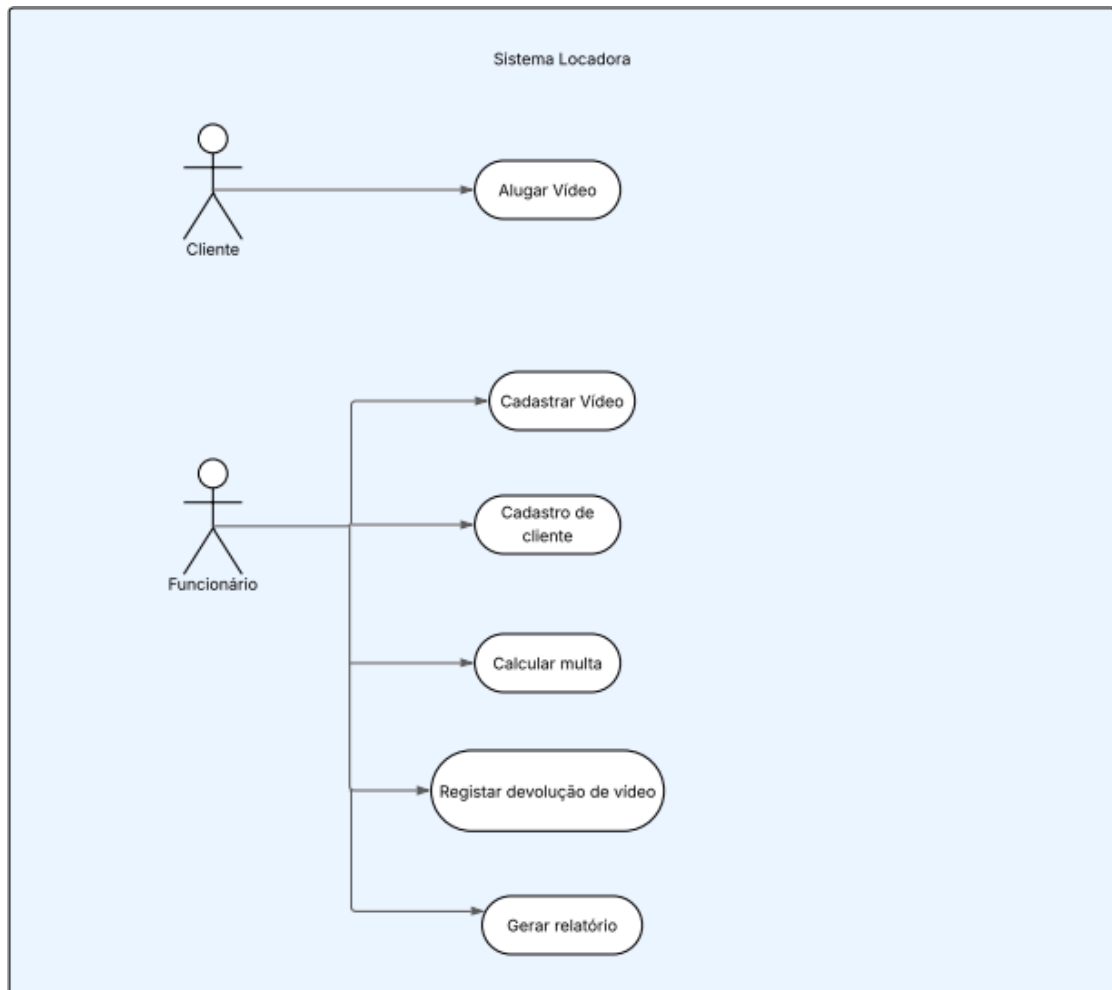 Sistema Locadora
Alugar Vídeo
Cliente
Cadastrar Vídeo
Cadastro de
cliente
Funcionário
Calcular multa
Registar devolução de vídeo
Gerar relatório